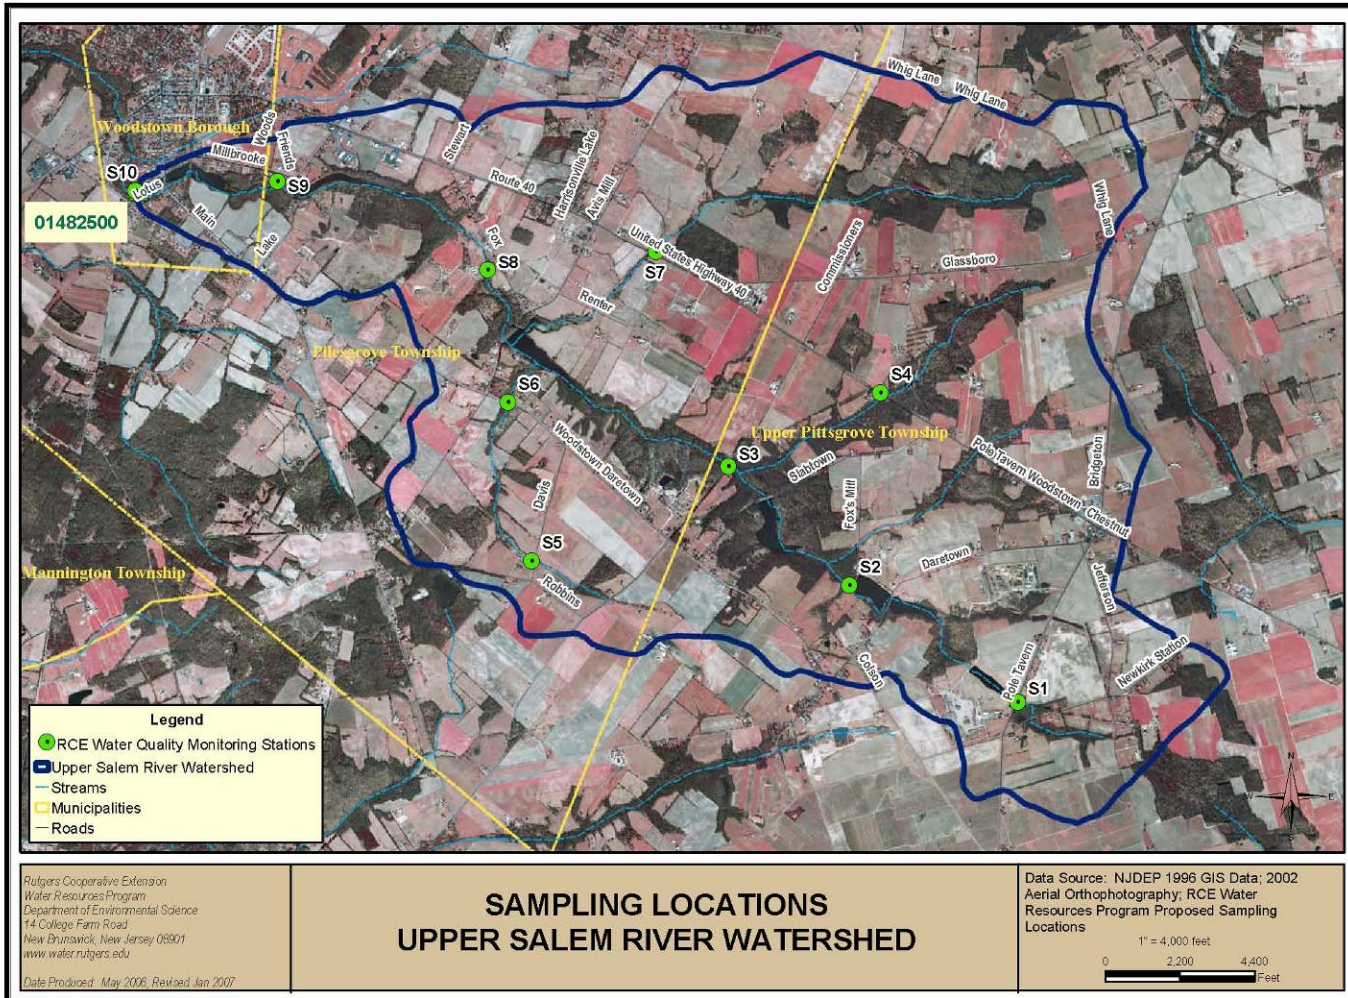 Whig Lane
Whig Lane
Woodstown Borough
Woods
Friends
Millbrooke
Stewart
Harrisonville Lake
Avis Mill
Route 40
S10
Lotus
S9
Main
Lake
01482500
Whig Lane
Fox
S8
United States Highway 40
S7
Commissioners
Glassboro
Renter
Pilesgrove Township
S6
S4
Woodstown Daretown
Upper Pittsgrove Township
S3
Slabtown
Pole Tavern Woodstown
Bridgeton
Davis
Fox's Mill
Chestnut
S5
Robbins
Daretown
S2
Jefferson
Mannington Township
Colson
Newkirk Station
Pole Tavern
S1
N
E
Legend
RCE Water Quality Monitoring Stations
Upper Salem River Watershed
Streams
Municipalities
Roads
Rutgers Cooperative Extension
Water Resources Program
Department of Environmental Science
14 College Farm Road
New Brunswick, New Jersey 08901
www.water.rutgers.edu
Date Produced: May 2006, Revised Jan 2007
SAMPLING LOCATIONS
UPPER SALEM RIVER WATERSHED
Data Source: NJDEP 1996 GIS Data; 2002
Aerial Orthophotography; RCE Water
Resources Program Proposed Sampling
Locations
1" = 4,000 feet
0 2,200 4,400
Feet